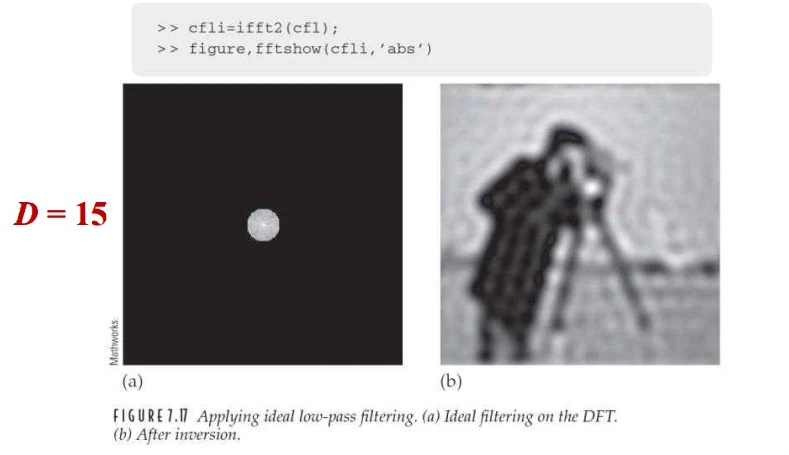 >> cfli=ifft2(cfl);
>> figure,fftshow(cfli,'abs')
D = 15
Mathworks
(a)
(b)
FIGURE 7.17 Applying ideal low-pass filtering. (a) Ideal filtering on the DFT.
(b) After inversion.